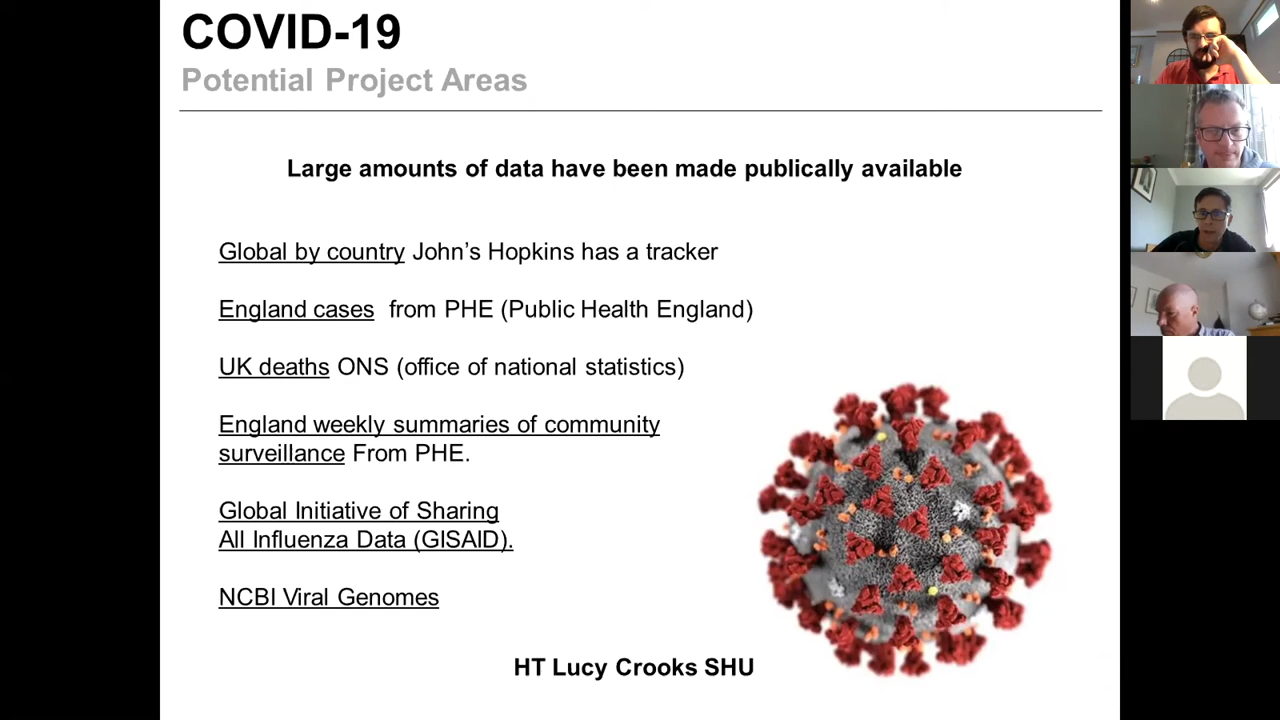 COVID-19
Potential Project Areas
Large amounts of data have been made publically available
Global by country John’s Hopkins has a tracker
England cases from PHE (Public Health England)
UK deaths ONS (office of national statistics)
England weekly summaries of community
surveillance From PHE.
Global Initiative of Sharing
All Influenza Data (GISAID).
NCBI Viral Genomes
HT Lucy Crooks SHU